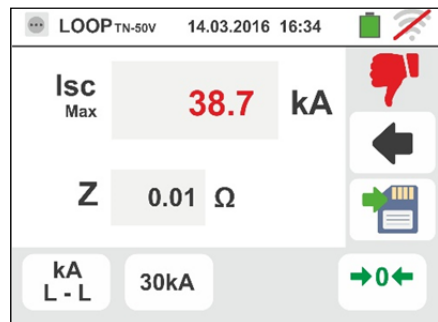 LOOP TN-50V 14.03.2016 16:34
Isc Max 38.7 kA
Z 0.01 Ω
kA
L - L
30kA
0